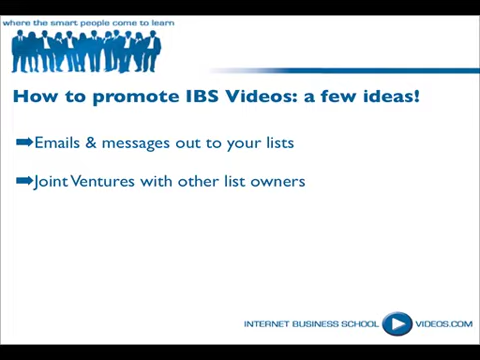 where the smart people come to learn
How to promote IBS Videos: a few ideas!
➡Emails & messages out to your lists
➡Joint Ventures with other list owners
INTERNET BUSINESS SCHOOL VIDEOS.COM